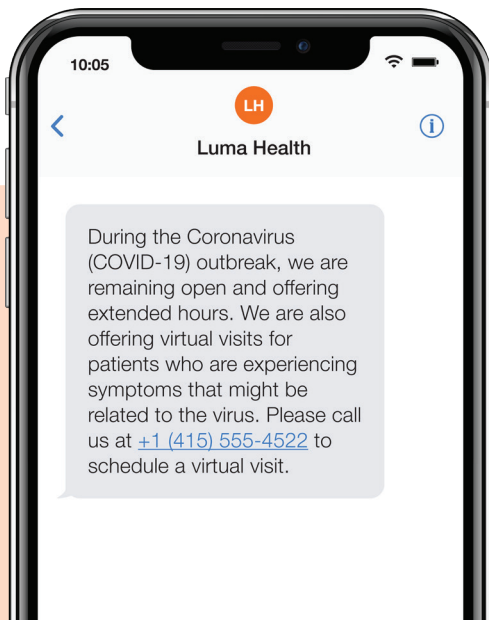 10:05
LH
Luma Health
During the Coronavirus
(COVID-19) outbreak, we are
remaining open and offering
extended hours. We are also
offering virtual visits for
patients who are experiencing
symptoms that might be
related to the virus. Please call
us at +1 (415) 555-4522 to
schedule a virtual visit.